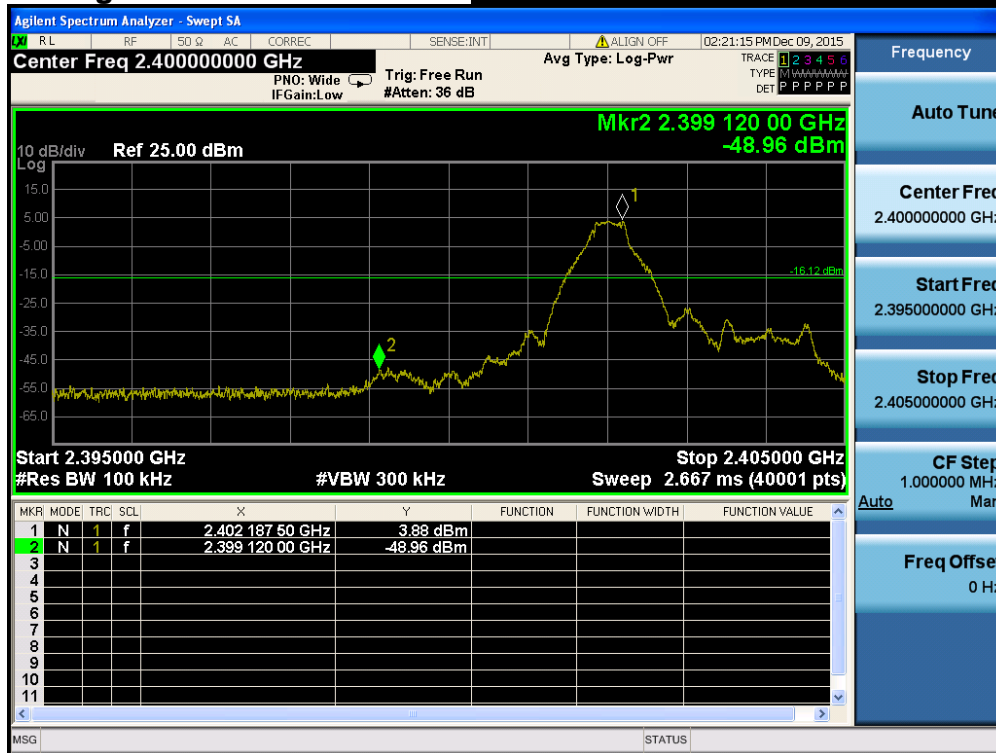 Agilent Spectrum Analyzer - Swept SA
LXI RL RF 50 Ω AC CORREC SENSE:INT ALIGN OFF 02:21:15 PM Dec 09, 2015
Center Freq 2.400000000 GHz
PNO: Wide
IFGain:Low
Trig: Free Run
#Atten: 36 dB
Avg Type: Log-Pwr
TRACE 1 2 3 4 5 6
TYPE M
DET P P P P P P
Mkr2 2.399 120 00 GHz
-48.96 dBm
10 dB/div Ref 25.00 dBm
Log
15.0
5.00
-5.00
-15.0
-25.0
-35.0
-45.0
-55.0
-65.0
1
2
-16.12 dBm
Start 2.395000 GHz Stop 2.405000 GHz
#Res BW 100 kHz #VBW 300 kHz Sweep 2.667 ms (40001 pts)
MKR MODE TRC SCL X Y FUNCTION FUNCTION WIDTH FUNCTION VALUE
1 N 1 f 2.402 187 50 GHz 3.88 dBm
2 N 1 f 2.399 120 00 GHz -48.96 dBm
3
4
5
6
7
8
9
10
11
MSG STATUS
Frequency
Auto Tune
Center Freq
2.400000000 GHz
Start Freq
2.395000000 GHz
Stop Freq
2.405000000 GHz
CF Step
1.000000 MHz
Auto Man
Freq Offset
0 Hz